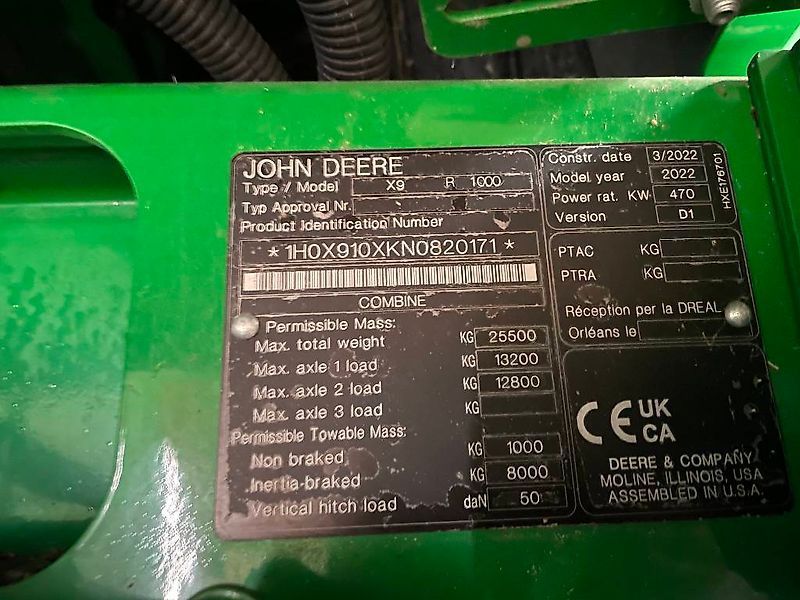 JOHN DEERE
Type / Model X9 R 1000
Typ Approval Nr.
Product Identification Number
* 1H0X910XKN0820171 *
COMBINE
Permissible Mass:
Max. total weight KG 25500
Max. axle 1 load KG 13200
Max. axle 2 load KG 12800
Max. axle 3 load KG
Permissible Towable Mass:
Non braked KG 1000
Inertia-braked KG 8000
Vertical hitch load daN 50
Constr. date 3/2022
Model year 2022
Power rat. KW 470
Version D1
HXE176701
PTAC KG
PTRA KG
Réception per la DREAL
Orléans le
CE UK
CA
DEERE & COMPANY
MOLINE, ILLINOIS, USA
ASSEMBLED IN U.S.A.